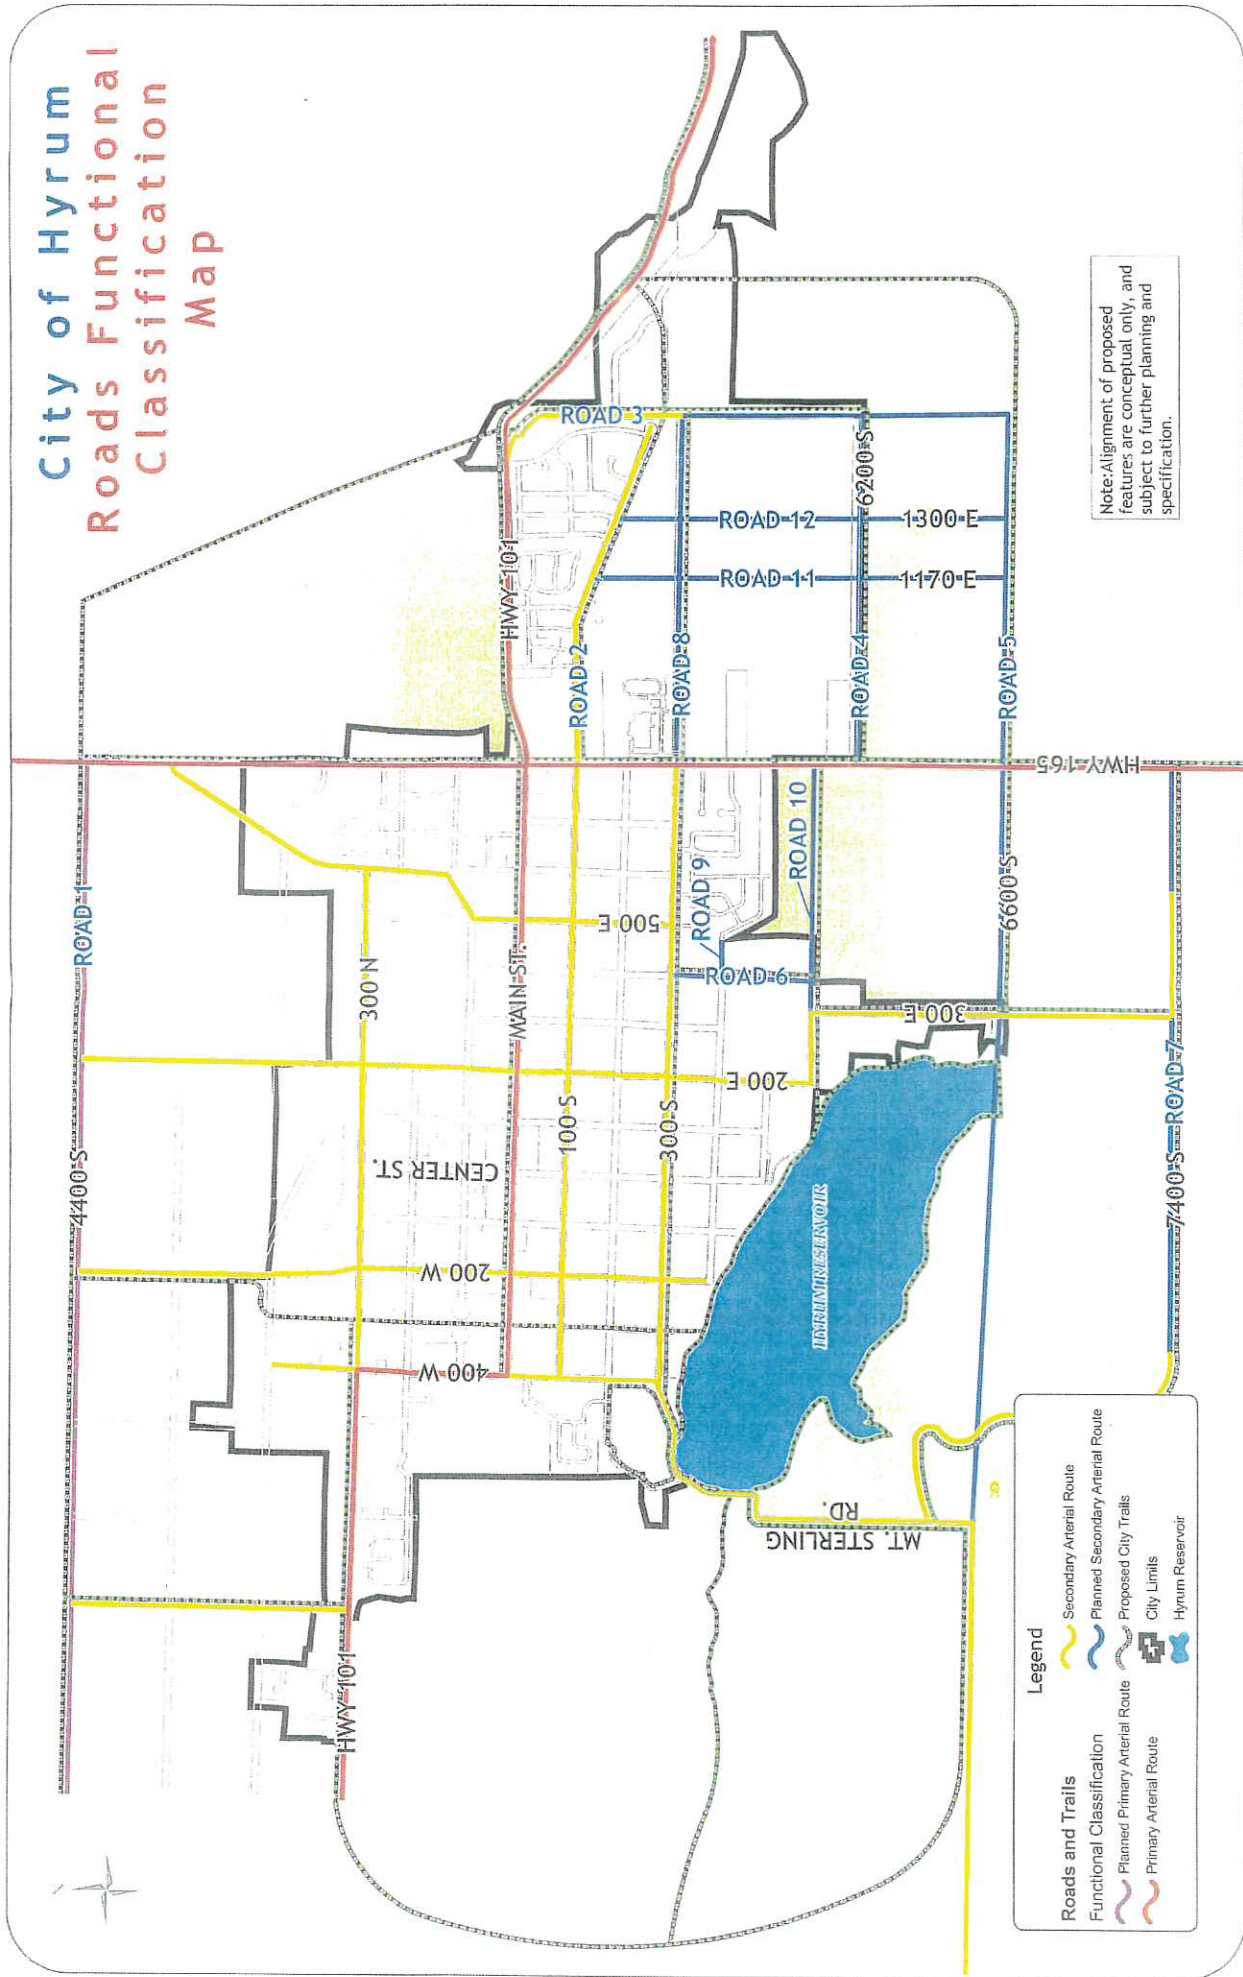 City of Hyrum
Roads Functional
Classification
Map
ROAD 1
4400 S
300 N
HWY 101
HWY 101
MAIN ST.
CENTER ST.
200 W
400 W
500 E
200 E
300 E
100 S
300 S
ROAD 2
ROAD 3
ROAD 8
ROAD 12
ROAD 11
6200 S
1300 E
1170 E
ROAD 4
ROAD 5
HWY 165
ROAD 9
ROAD 10
ROAD 6
6600 S
7400 S
ROAD 7
HYRUM RESERVOIR
MT. STERLING
RD.
Note:Alignment of proposed
features are conceptual only, and
subject to further planning and
specification.
Legend
Roads and Trails
Functional Classification
Planned Primary Arterial Route
Primary Arterial Route
Secondary Arterial Route
Planned Secondary Arterial Route
Proposed City Trails
City Limits
Hyrum Reservoir